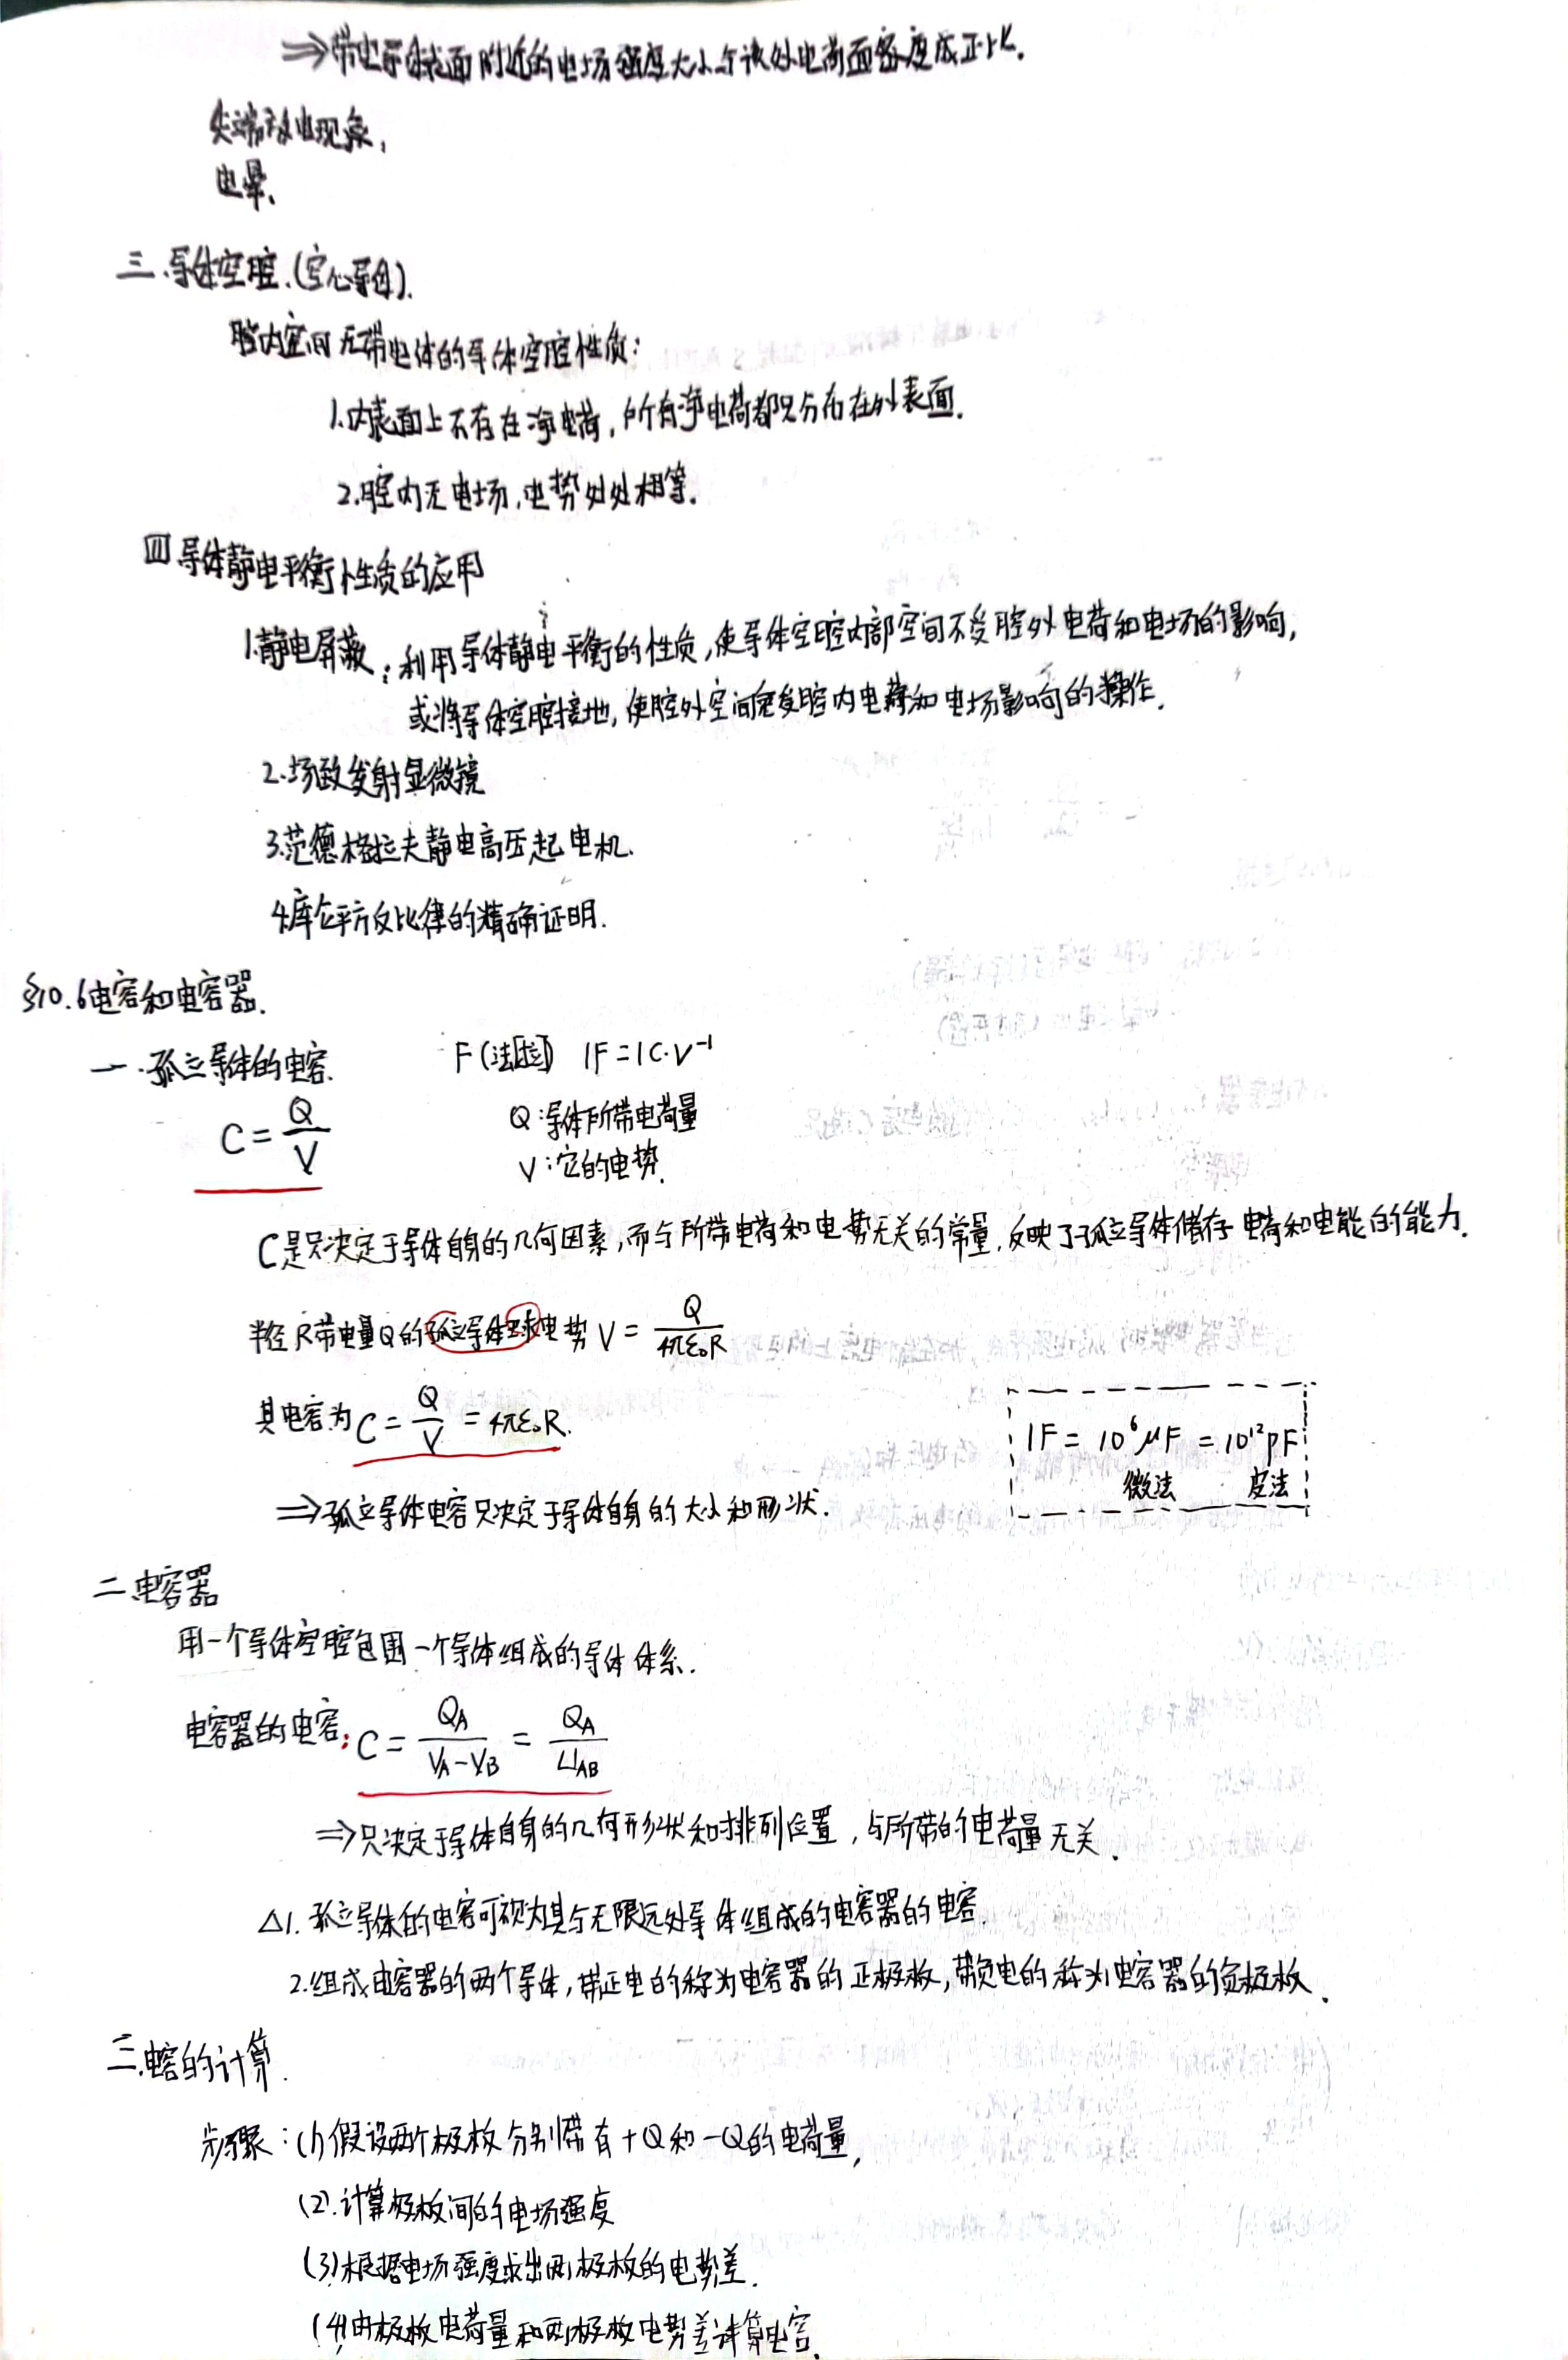 ⇒带电导体表面附近的电场强度大小与该处电荷面密度成正比.
尖端放电现象,
电晕.
三.导体空腔.(空心导体).
腔内空间无带电体的导体空腔性质:
1.内表面上不存在净电荷,所有净电荷都只分布在外表面.
2.腔内无电场,电势处处相等.
四导体静电平衡性质的应用
1.静电屏蔽:利用导体静电平衡的性质,使导体空腔内部空间不受腔外电荷和电场的影响,
或将导体空腔接地,使腔外空间免受腔内电荷和电场影响的操作.
2.场致发射显微镜
3.范德格拉夫静电高压起电机.
4.库仑平方反比律的精确证明.
§10.6电容和电容器.
一.孤立导体的电容. F(法[拉]) 1F=1C·V⁻¹
C=Q/V Q:导体所带电荷量
V:它的电势.
C是只决定于导体自身的几何因素,而与所带电荷和电势无关的常量,反映了孤立导体储存电荷和电能的能力.
半径R带电量Q的孤立导体球电势V=Q/4πε₀R
其电容为C=Q/V=4πε₀R.
1F=10⁶μF=10¹²pF
微法 皮法
⇒孤立导体电容只决定于导体自身的大小和形状.
二.电容器
用一个导体空腔包围一个导体组成的导体体系.
电容器的电容:C=Q_A/(V_A-V_B)=Q_A/U_AB
⇒只决定于导体自身的几何形状和排列位置,与所带的电荷量无关.
△1.孤立导体的电容可视为其与无限远处导体组成的电容器的电容.
2.组成电容器的两个导体,带正电的称为电容器的正极板,带负电的称为电容器的负极板.
三.电容的计算.
步骤:(1)假设两个极板分别带有+Q和-Q的电荷量,
(2).计算极板间的电场强度
(3)根据电场强度求出两极板的电势差.
(4)由极板电荷量和两极板电势差计算电容.